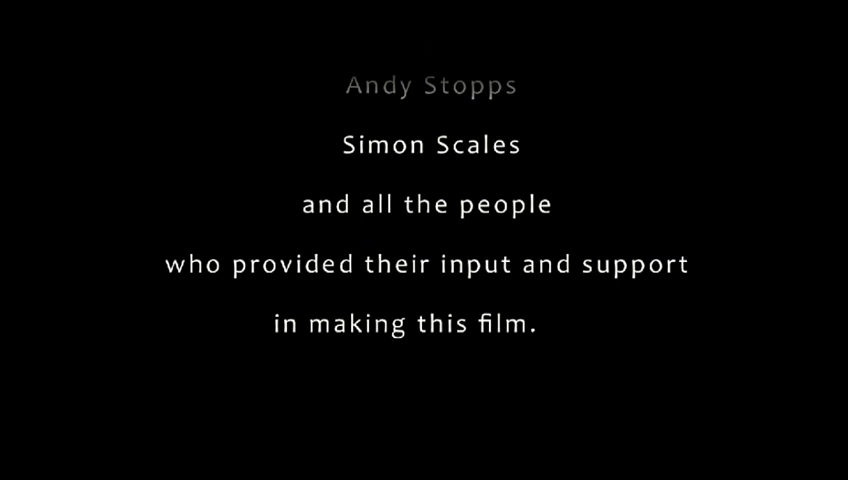 Andy Stopps
Simon Scales
and all the people
who provided their input and support
in making this film.